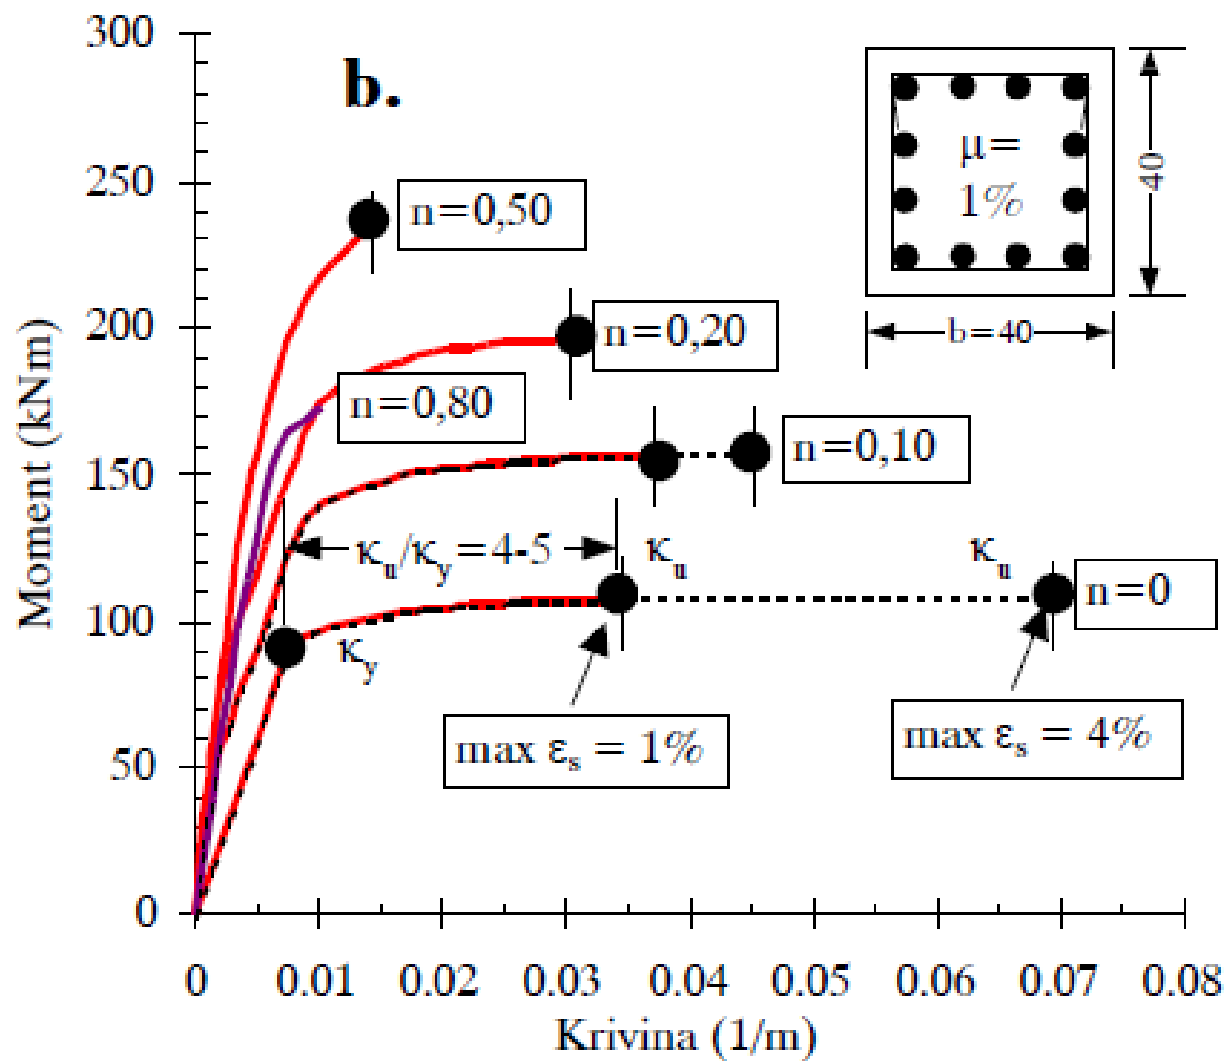 b.
300
250
200
150
100
50
0
Moment (kNm)
n=0,50
n=0,20
n=0,80
n=0,10
n=0
μ=
1%
40
b=40
κu/κy=4-5
κu
κu
κy
max εs = 1%
max εs = 4%
0 0.01 0.02 0.03 0.04 0.05 0.06 0.07 0.08
Krivina (1/m)